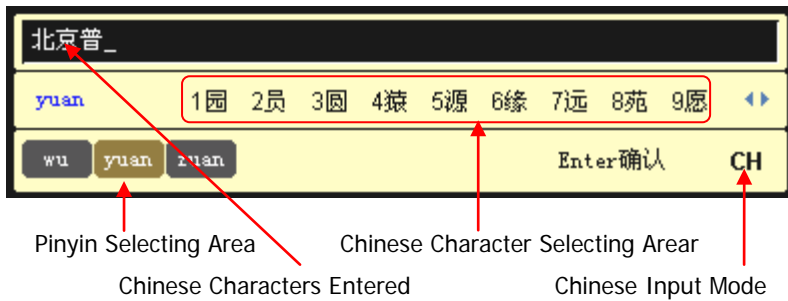 北京普_
yuan 1园 2员 3圆 4猿 5源 6缘 7远 8苑 9愿
wu yuan ruan Enter确认 CH
Pinyin Selecting Area Chinese Character Selecting Arear
Chinese Characters Entered Chinese Input Mode